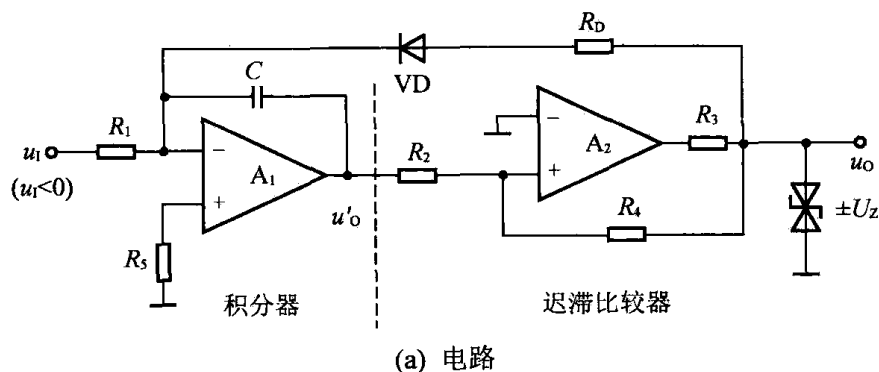 R_D
C
VD
R_1
−
A_1
+
u_I
(u_I<0)
R_5
u'_O
R_2
−
A_2
+
R_3
R_4
u_O
±U_Z
积分器
迟滞比较器
(a) 电路